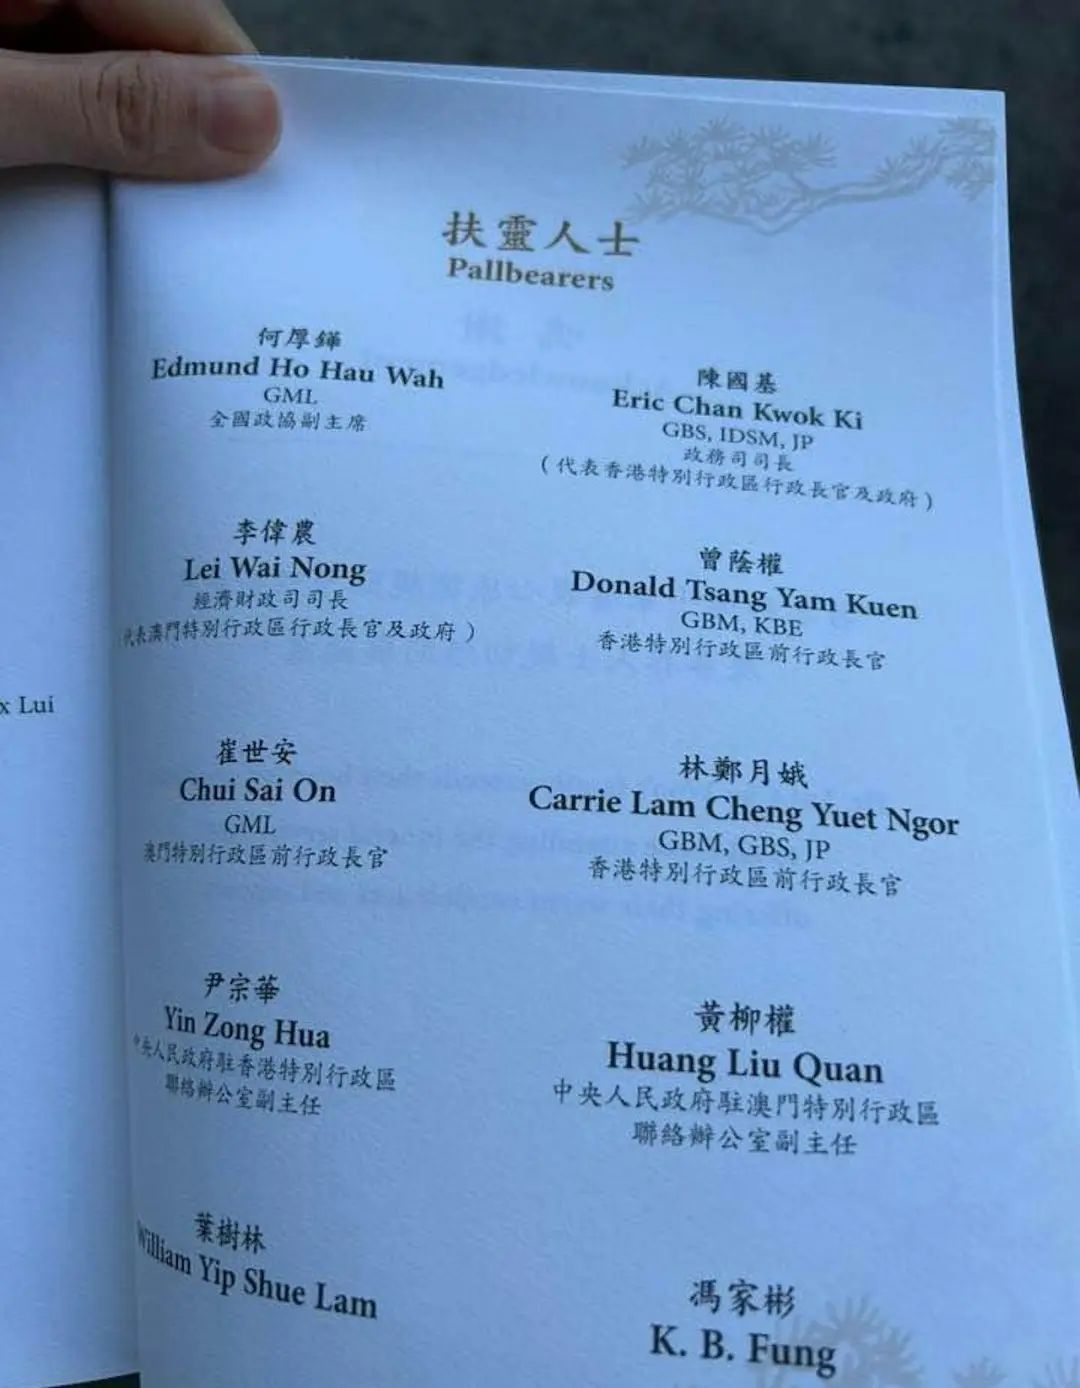 扶靈人士
Pallbearers
何厚鏵
Edmund Ho Hau Wah
GML
全國政協副主席
陳國基
Eric Chan Kwok Ki
GBS, IDSM, JP
政務司司長
(代表香港特別行政區行政長官及政府)
李偉農
Lei Wai Nong
經濟財政司司長
代表澳門特別行政區行政長官及政府)
曾蔭權
Donald Tsang Yam Kuen
GBM, KBE
香港特別行政區前行政長官
崔世安
Chui Sai On
GML
澳門特別行政區前行政長官
林鄭月娥
Carrie Lam Cheng Yuet Ngor
GBM, GBS, JP
香港特別行政區前行政長官
尹宗華
Yin Zong Hua
中央人民政府駐香港特別行政區
聯絡辦公室副主任
黃柳權
Huang Liu Quan
中央人民政府駐澳門特別行政區
聯絡辦公室副主任
葉樹林
William Yip Shue Lam
馮家彬
K. B. Fung
x Lui